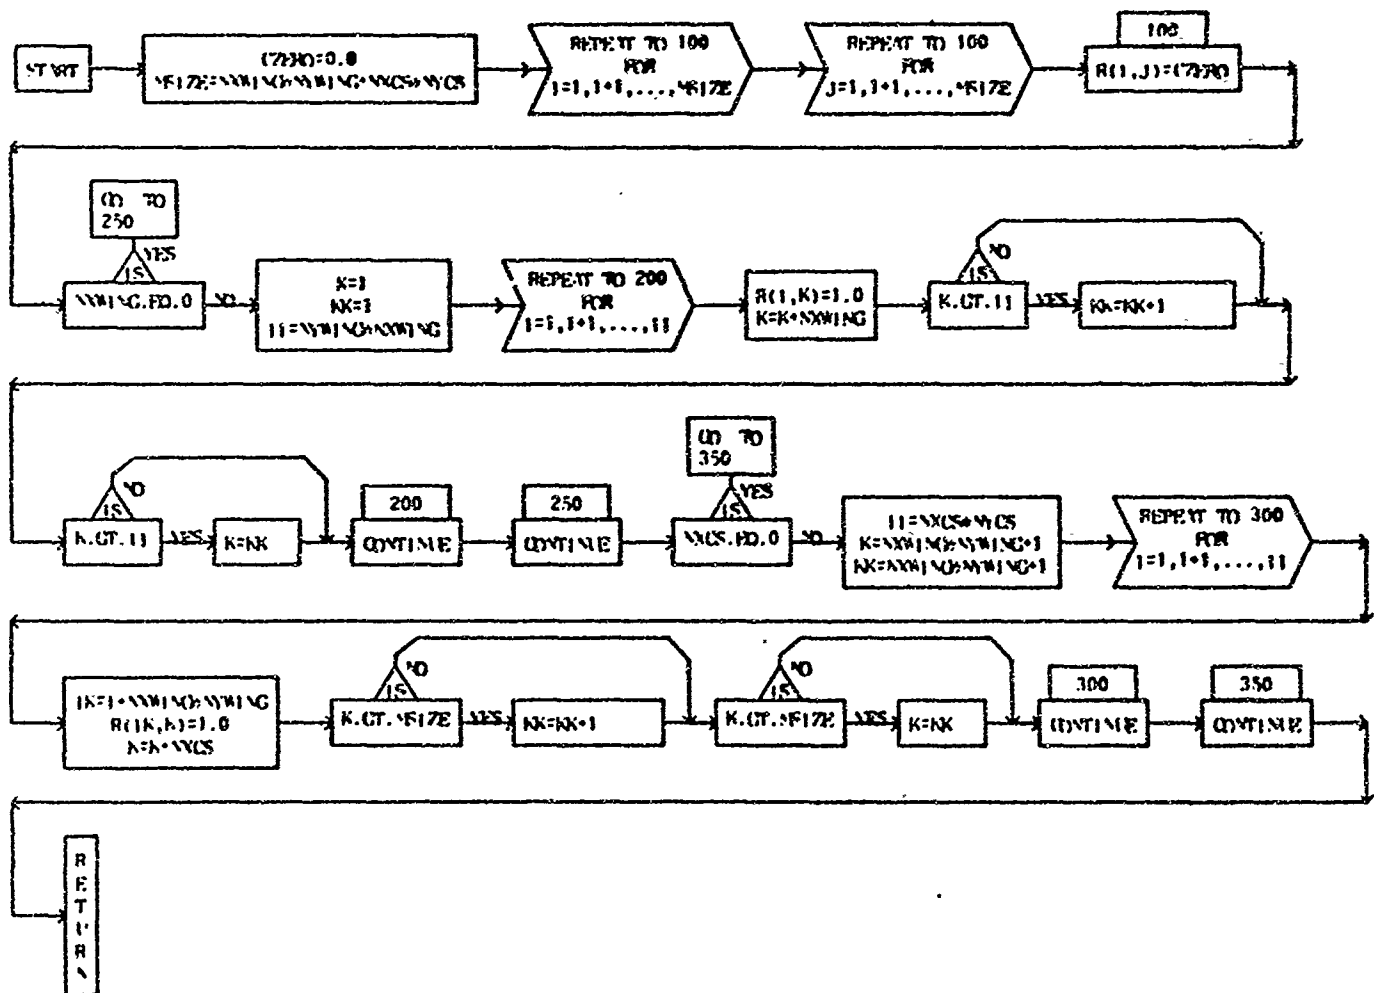 START
CZERO=0.0
MSIZE=NXWING*NYWING+NXCS*NYCS
REPEAT TO 100
FOR
I=1,1+1,...,MSIZE
REPEAT TO 100
FOR
J=1,1+1,...,MSIZE
100
R(I,J)=CZERO
GO TO
250
YES
IS
NXWING.EQ.0
NO
K=1
KK=1
II=NYWING*NXWING
REPEAT TO 200
FOR
I=1,1+1,...,II
R(I,K)=1.0
K=K+NXWING
NO
IS
K.GT.II
YES
KK=KK+1
NO
IS
K.GT.II
YES
K=KK
200
CONTINUE
250
CONTINUE
GO TO
350
YES
IS
NXCS.EQ.0
NO
II=NXCS*NYCS
K=NXWING*NYWING+1
KK=NXWING*NYWING+1
REPEAT TO 300
FOR
I=1,1+1,...,II
IK=I+NXWING*NYWING
R(IK,K)=1.0
K=K+NXCS
NO
IS
K.GT.MSIZE
YES
KK=KK+1
NO
IS
K.GT.MSIZE
YES
K=KK
300
CONTINUE
350
CONTINUE
RETURN